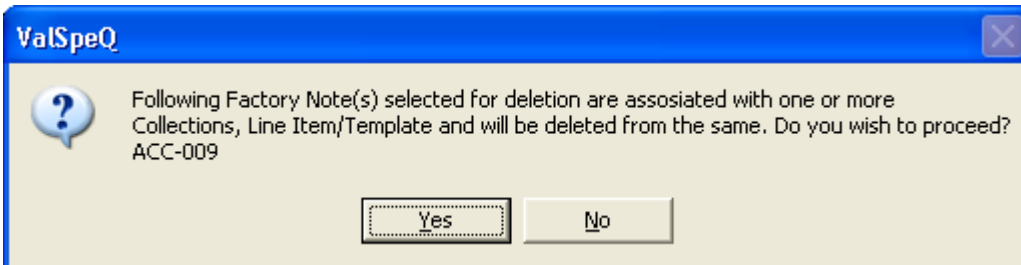 ValSpeQ
Following Factory Note(s) selected for deletion are assosiated with one or more
Collections, Line Item/Template and will be deleted from the same. Do you wish to proceed?
ACC-009
Yes No